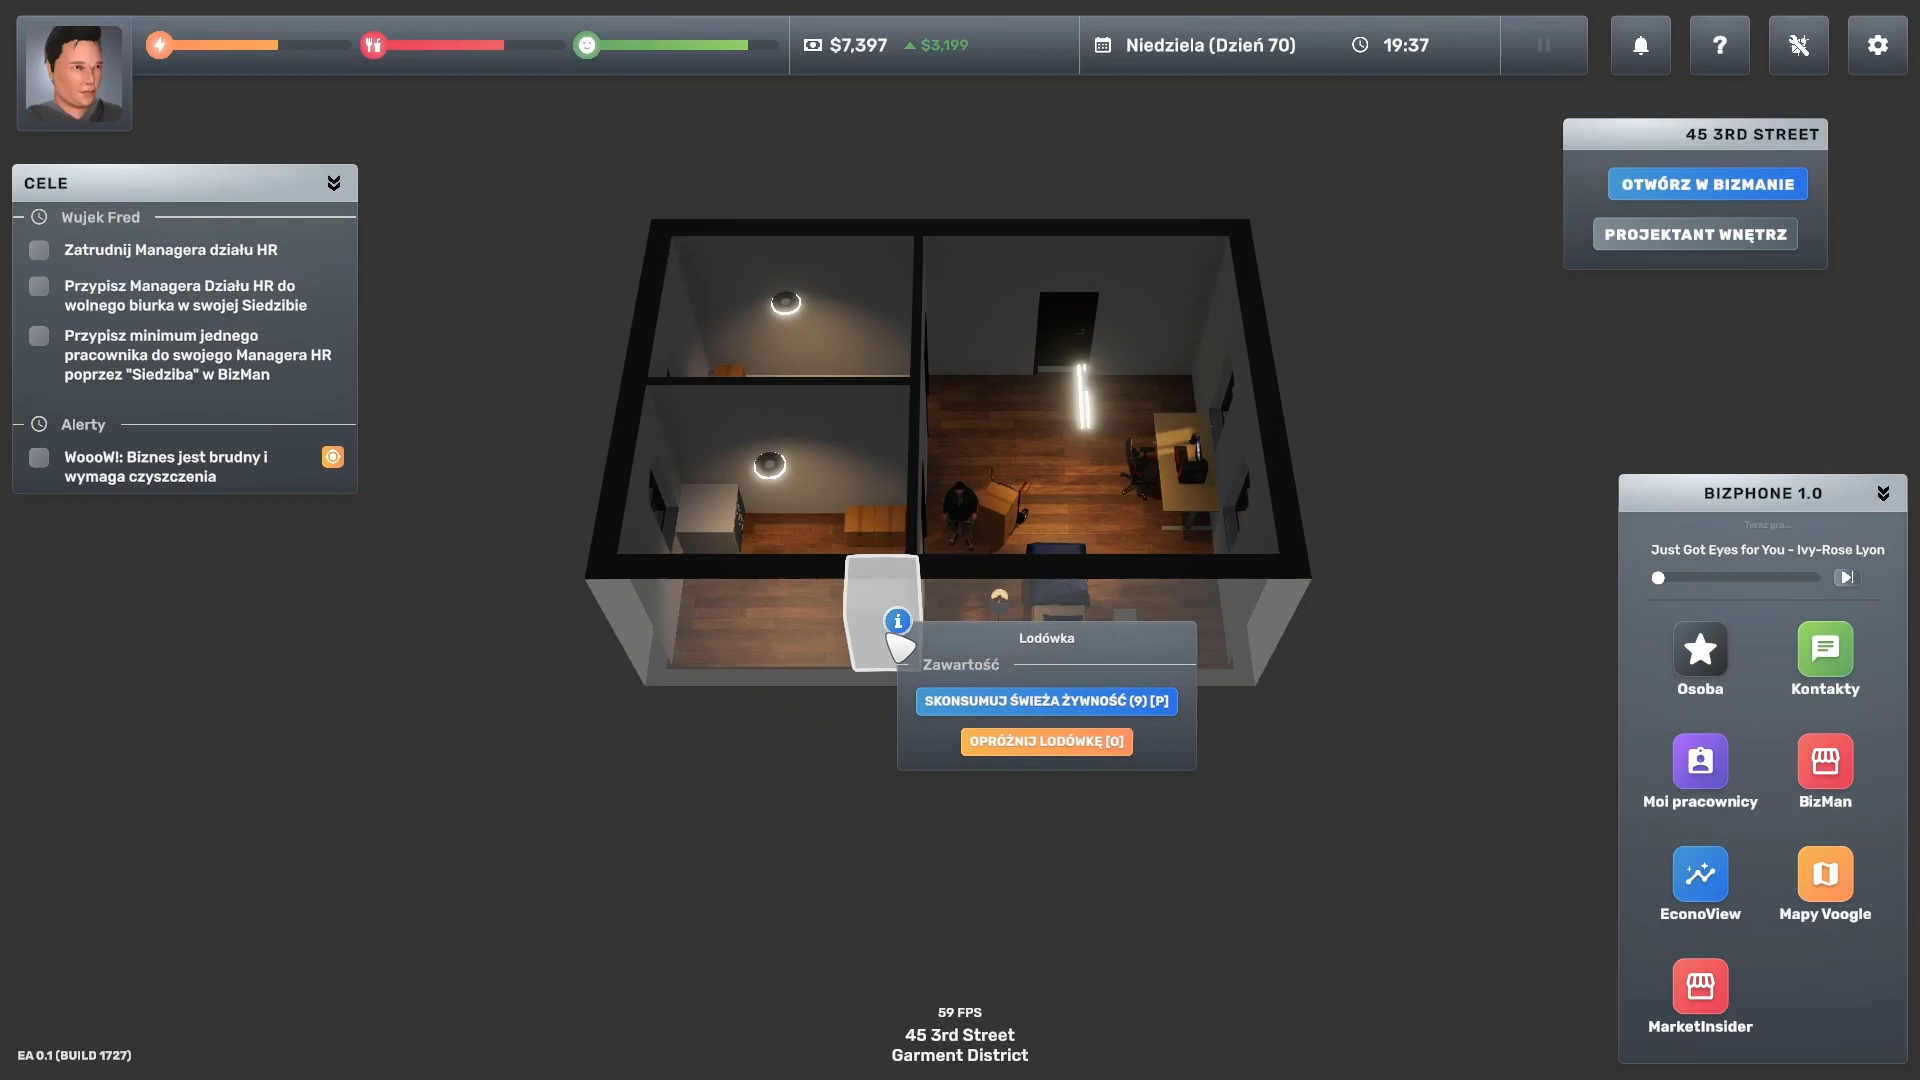 $7,397
$3,199
Niedziela (Dzień 70)
19:37
?
CELE
Wujek Fred
Zatrudnij Managera działu HR
Przypisz Managera Działu HR do
wolnego biurka w swojej Siedzibie
Przypisz minimum jednego
pracownika do swojego Managera HR
poprzez "Siedziba" w BizMan
Alerty
WoooW!: Biznes jest brudny i
wymaga czyszczenia
45 3RD STREET
OTWÓRZ W BIZMANIE
PROJEKTANT WNĘTRZ
i
Lodówka
Zawartość
SKONSUMUJ ŚWIEŻA ŻYWNOŚĆ (9) [P]
OPRÓŻNIJ LODÓWKĘ [O]
BIZPHONE 1.0
Teraz gra...
Just Got Eyes for You - Ivy-Rose Lyon
Osoba
Kontakty
Moi pracownicy
BizMan
EconoView
Mapy Voogle
MarketInsider
59 FPS
45 3rd Street
Garment District
EA 0.1 (BUILD 1727)